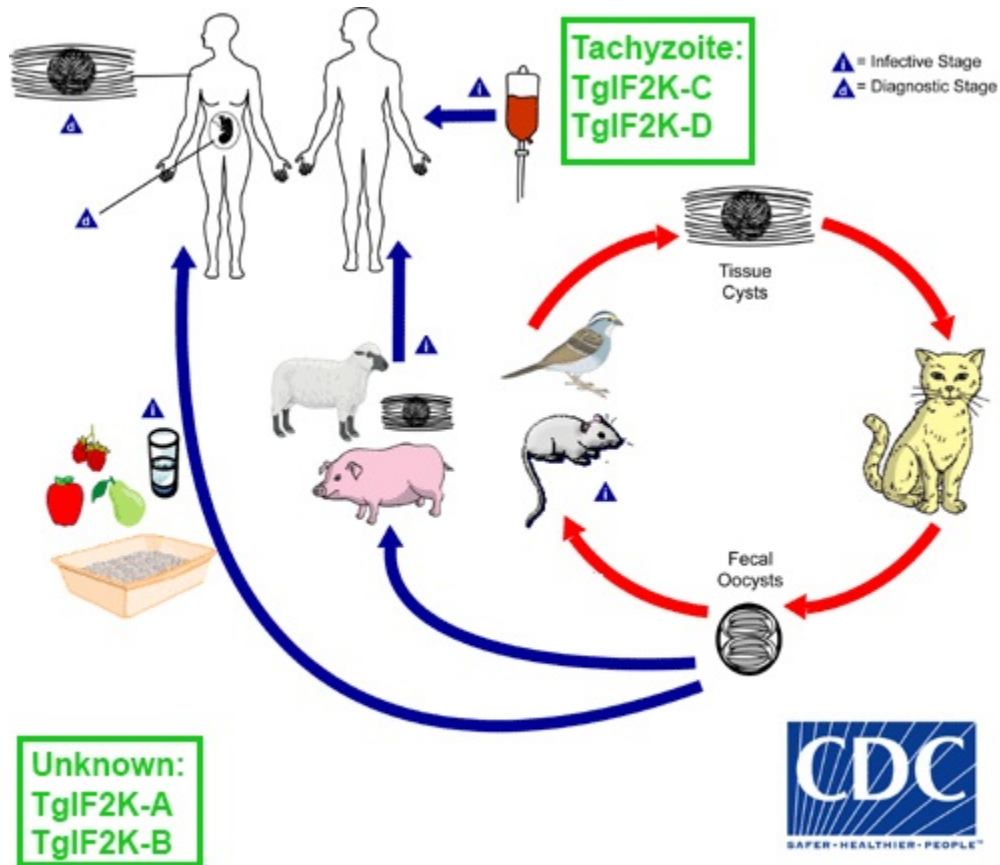 Tachyzoite:
TgIF2K-C
TgIF2K-D
i = Infective Stage
d = Diagnostic Stage
i
d
d
Tissue
Cysts
i
i
i
Fecal
Oocysts
Unknown:
TgIF2K-A
TgIF2K-B
CDC
SAFER·HEALTHIER·PEOPLE™